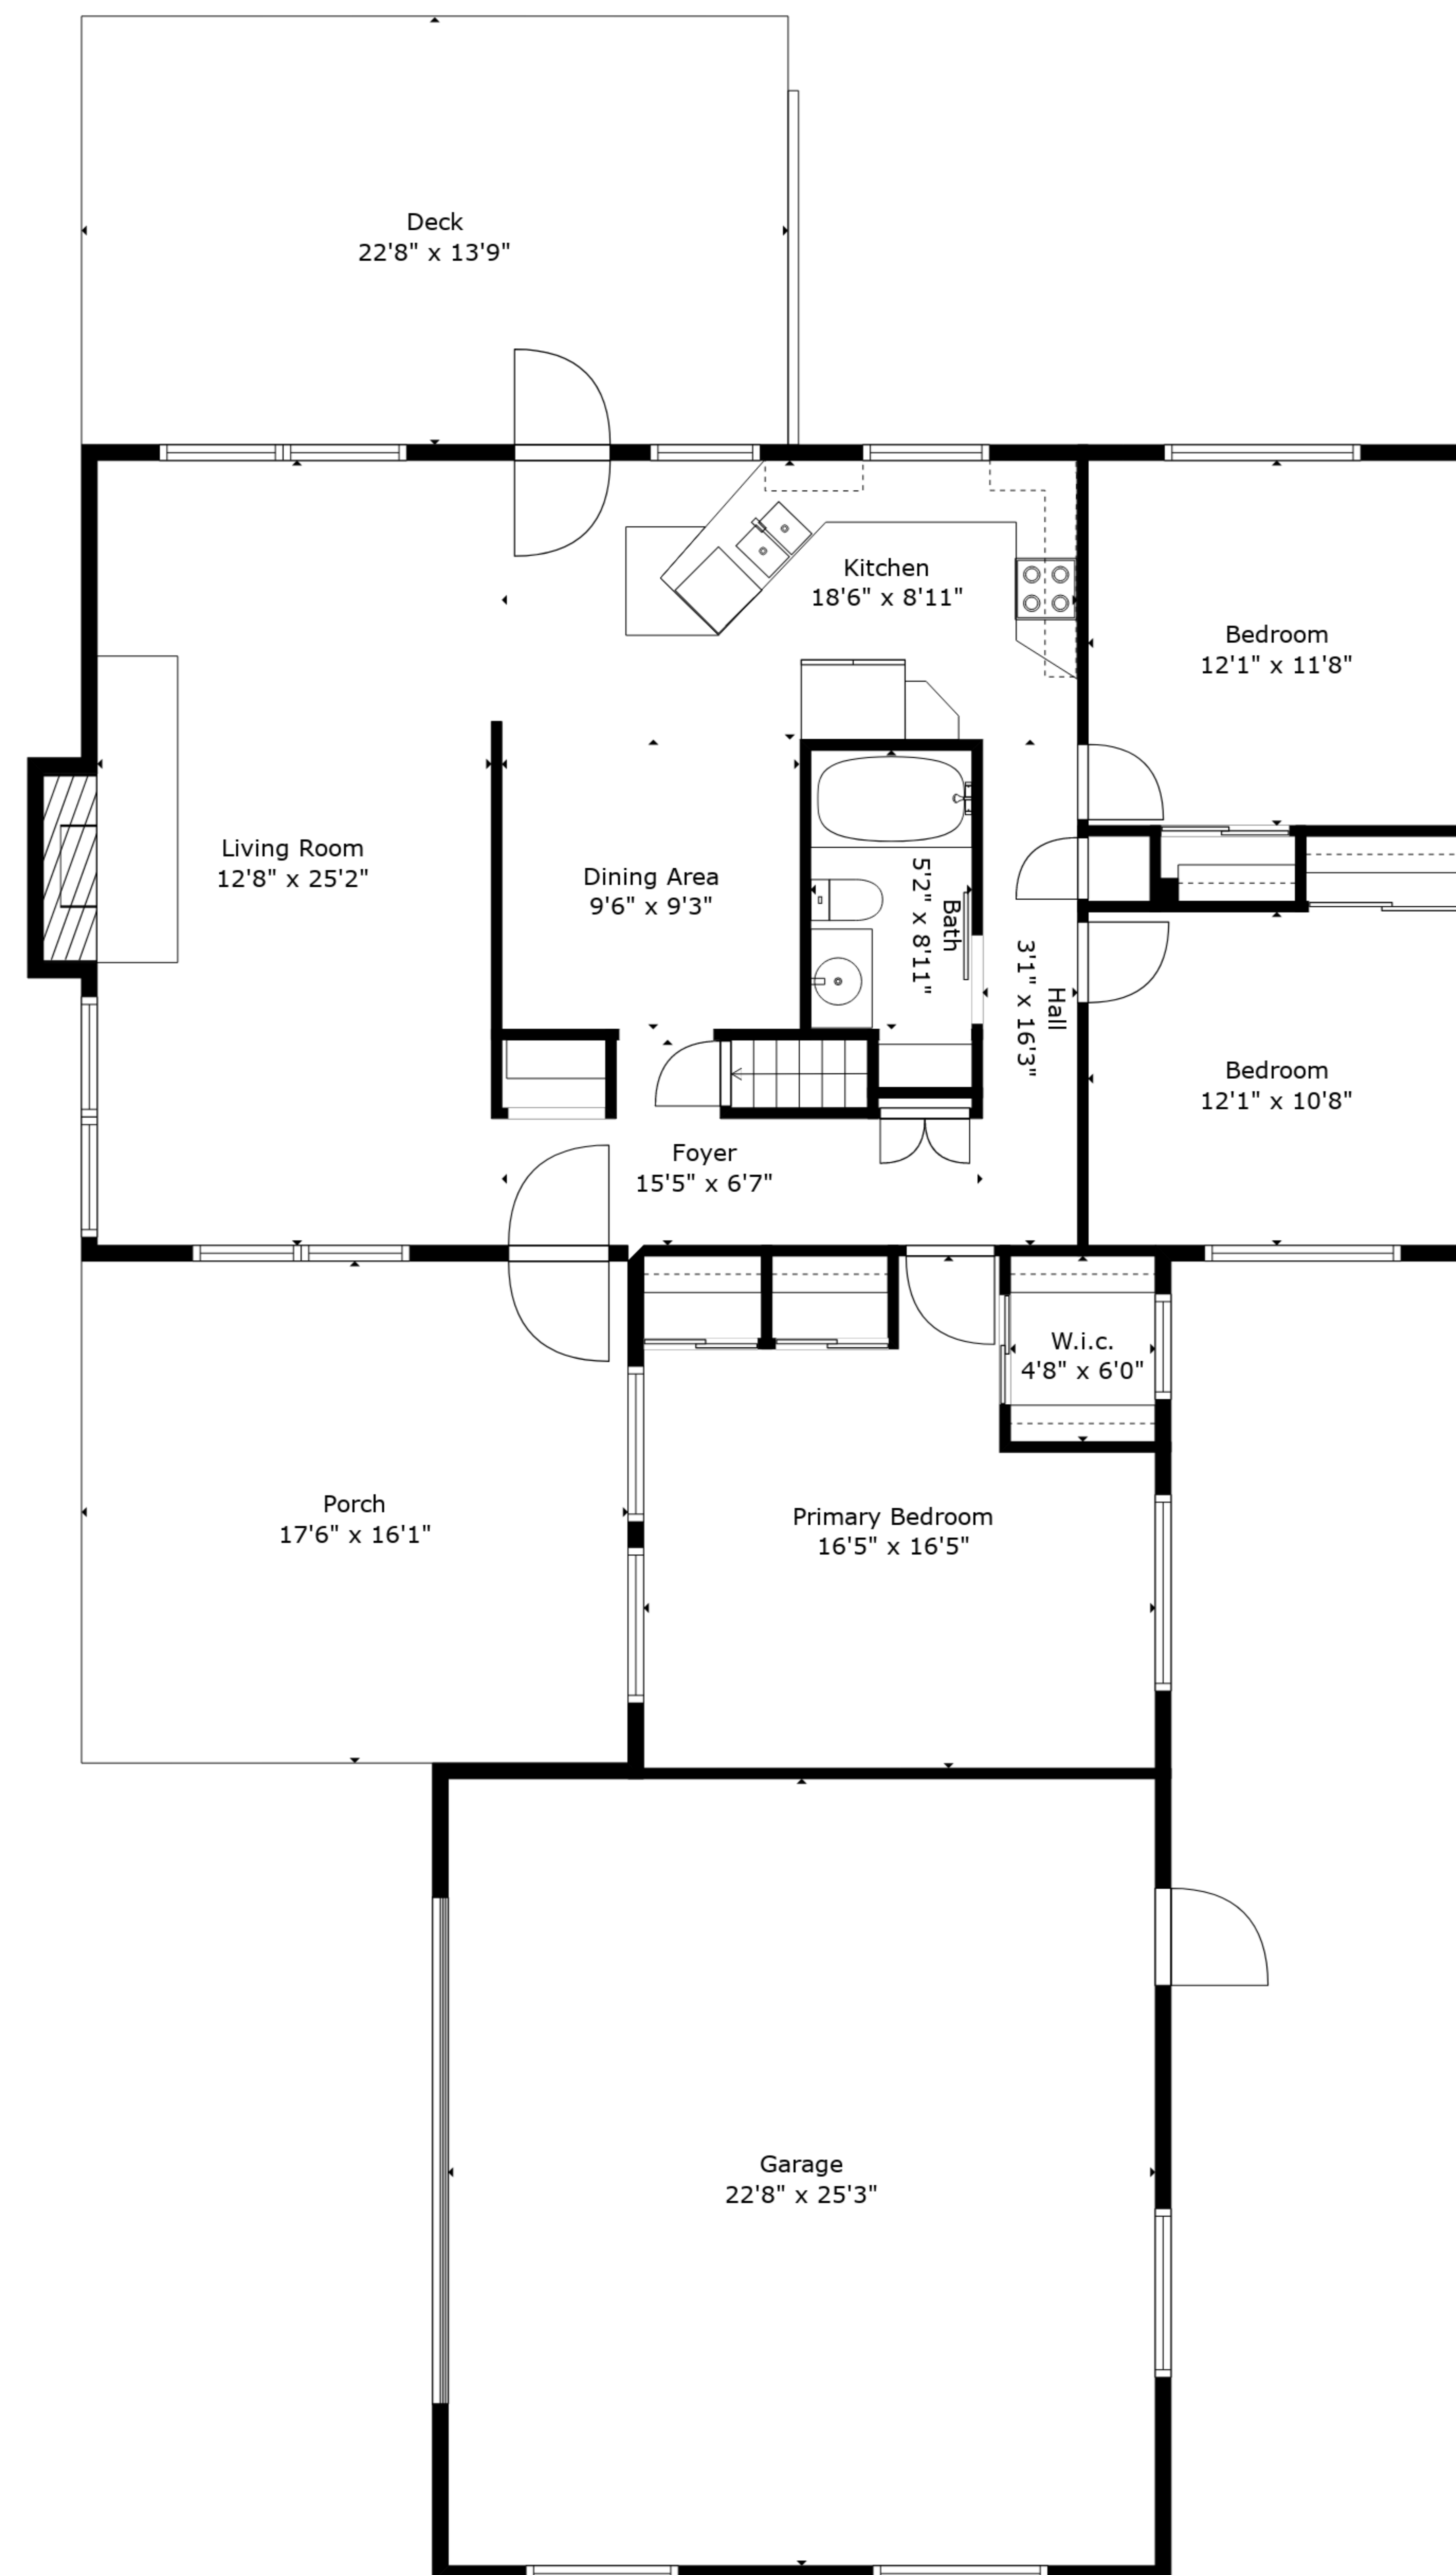 Deck
22'8" x 13'9"
Kitchen
18'6" x 8'11"
Bedroom
12'1" x 11'8"
Living Room
12'8" x 25'2"
Dining Area
9'6" x 9'3"
Bath
5'2" x 8'11"
Hall
3'1" x 16'3"
Bedroom
12'1" x 10'8"
Foyer
15'5" x 6'7"
W.i.c.
4'8" x 6'0"
Porch
17'6" x 16'1"
Primary Bedroom
16'5" x 16'5"
Garage
22'8" x 25'3"